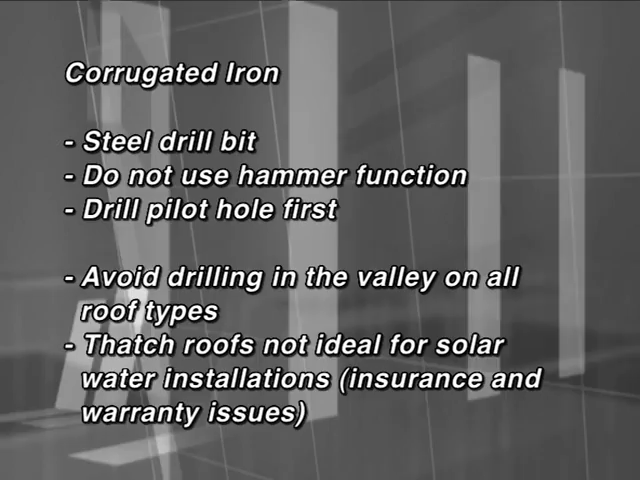 Corrugated Iron
- Steel drill bit
- Do not use hammer function
- Drill pilot hole first
- Avoid drilling in the valley on all
roof types
- Thatch roofs not ideal for solar
water installations (insurance and
warranty issues)